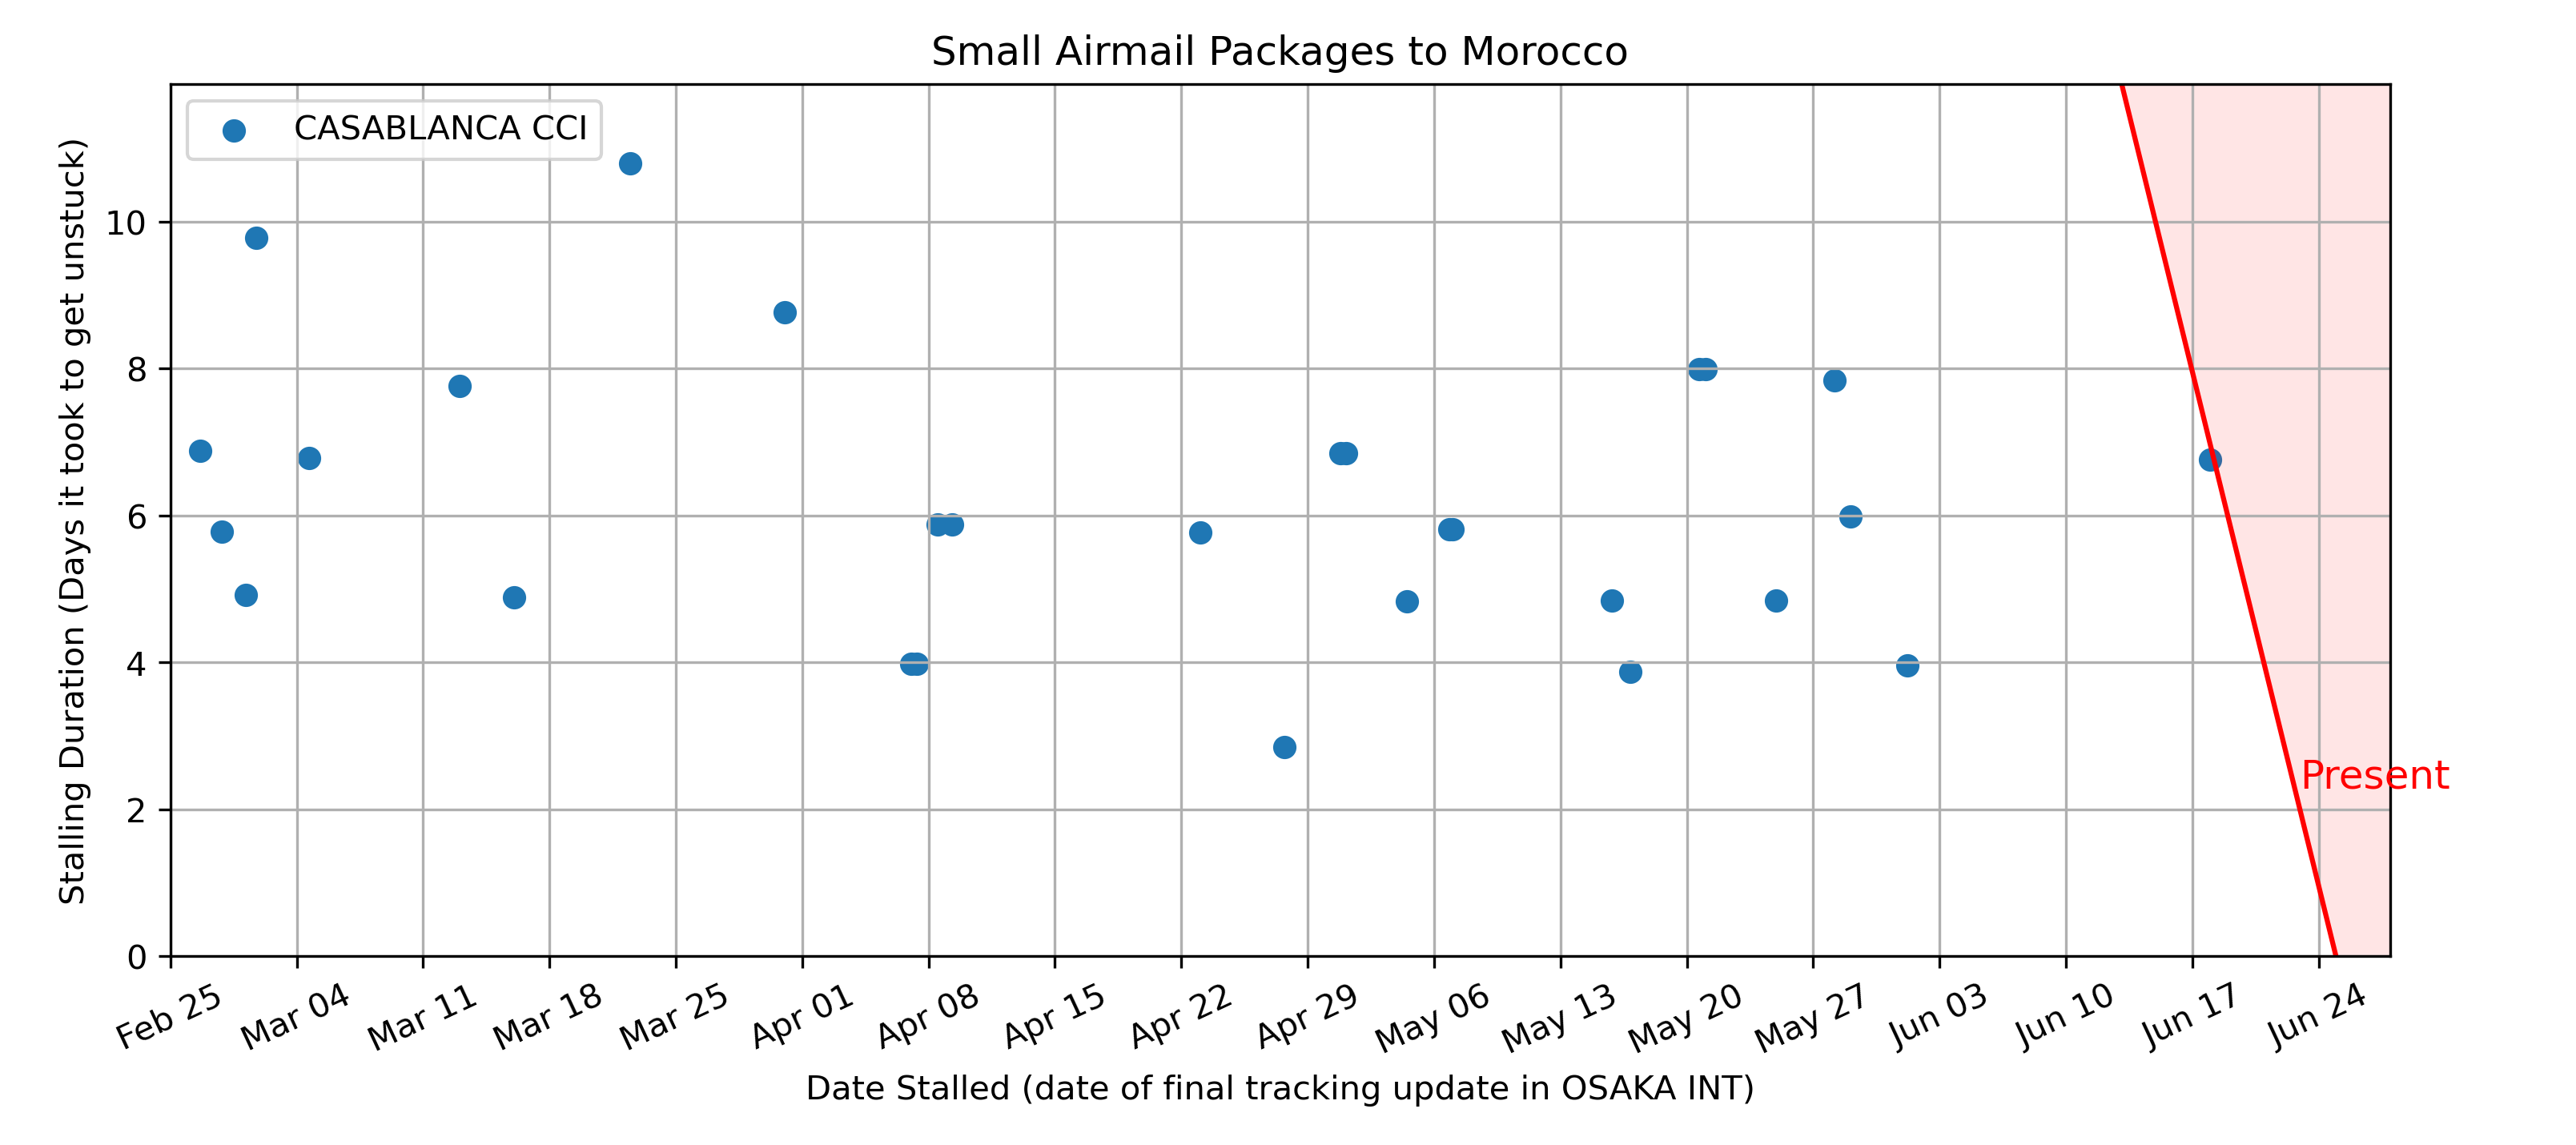 Small Airmail Packages to Morocco
CASABLANCA CCI
Stalling Duration (Days it took to get unstuck)
10
8
6
4
2
0
Present
Feb 25
Mar 04
Mar 11
Mar 18
Mar 25
Apr 01
Apr 08
Apr 15
Apr 22
Apr 29
May 06
May 13
May 20
May 27
Jun 03
Jun 10
Jun 17
Jun 24
Date Stalled (date of final tracking update in OSAKA INT)